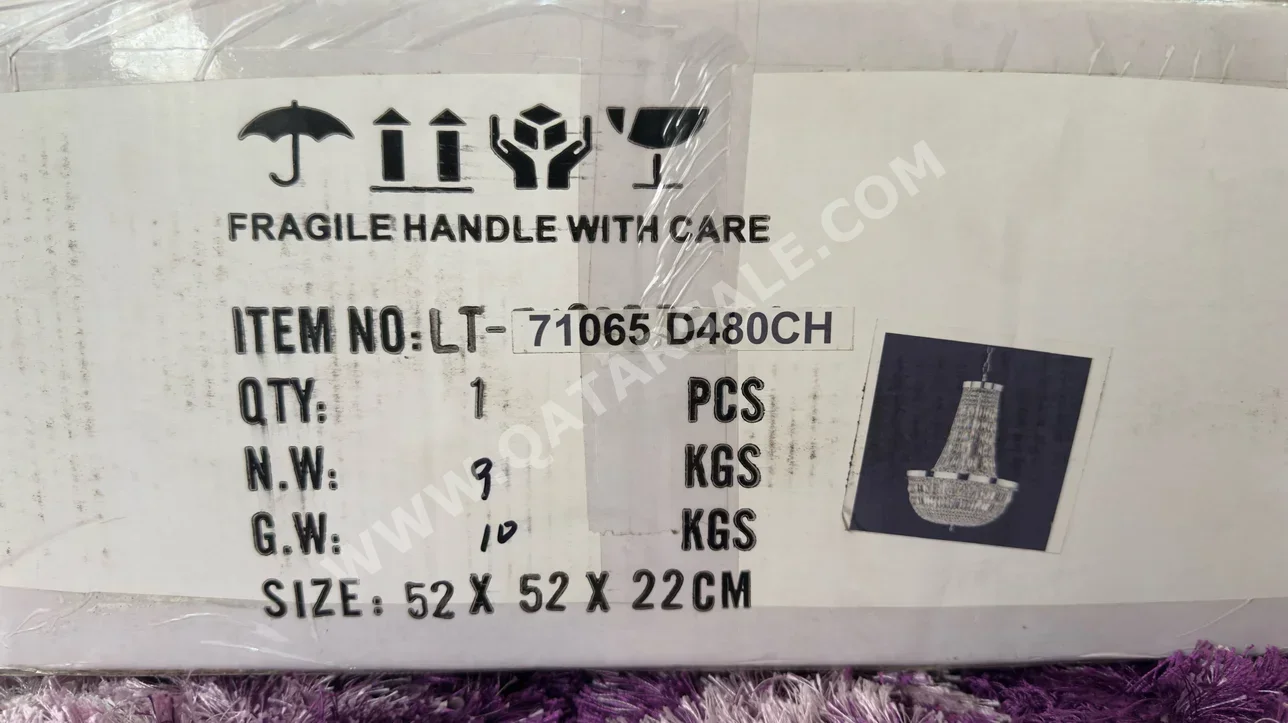 FRAGILE HANDLE WITH CARE
ITEM NO: LT- 71065 D480CH
QTY: 1 PCS
N.W: 9 KGS
G.W: 10 KGS
SIZE: 52 X 52 X 22CM
WWW.QATARSALE.COM